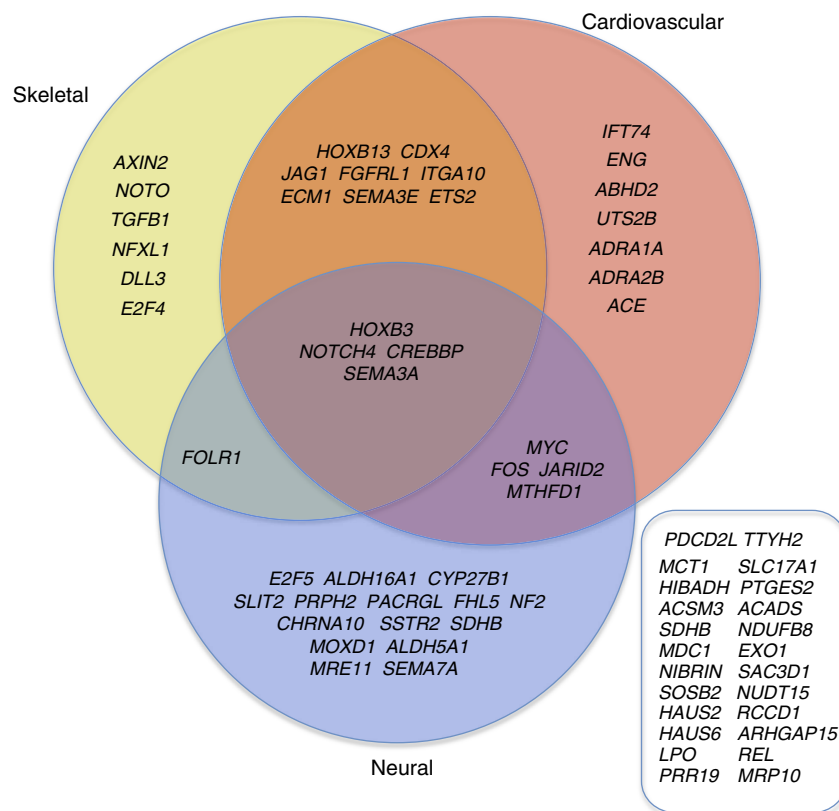 Cardiovascular
Skeletal
AXIN2
NOTO
TGFB1
NFXL1
DLL3
E2F4
HOXB13 CDX4
JAG1 FGFRL1 ITGA10
ECM1 SEMA3E ETS2
IFT74
ENG
ABHD2
UTS2B
ADRA1A
ADRA2B
ACE
HOXB3
NOTCH4 CREBBP
SEMA3A
FOLR1
MYC
FOS JARID2
MTHFD1
E2F5 ALDH16A1 CYP27B1
SLIT2 PRPH2 PACRGL FHL5 NF2
CHRNA10 SSTR2 SDHB
MOXD1 ALDH5A1
MRE11 SEMA7A
Neural
PDCD2L TTYH2
MCT1 SLC17A1
HIBADH PTGES2
ACSM3 ACADS
SDHB NDUFB8
MDC1 EXO1
NIBRIN SAC3D1
SOSB2 NUDT15
HAUS2 RCCD1
HAUS6 ARHGAP15
LPO REL
PRR19 MRP10